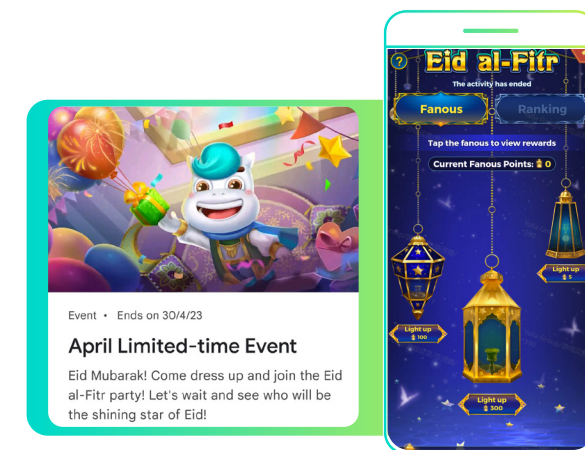 Event • Ends on 30/4/23
April Limited-time Event
Eid Mubarak! Come dress up and join the Eid
al-Fitr party! Let's wait and see who will be
the shining star of Eid!
?
Eid al-Fitr
The activity has ended
Fanous
Ranking
Tap the fanous to view rewards
Current Fanous Points: 0
Light up
5
Light up
100
Light up
300